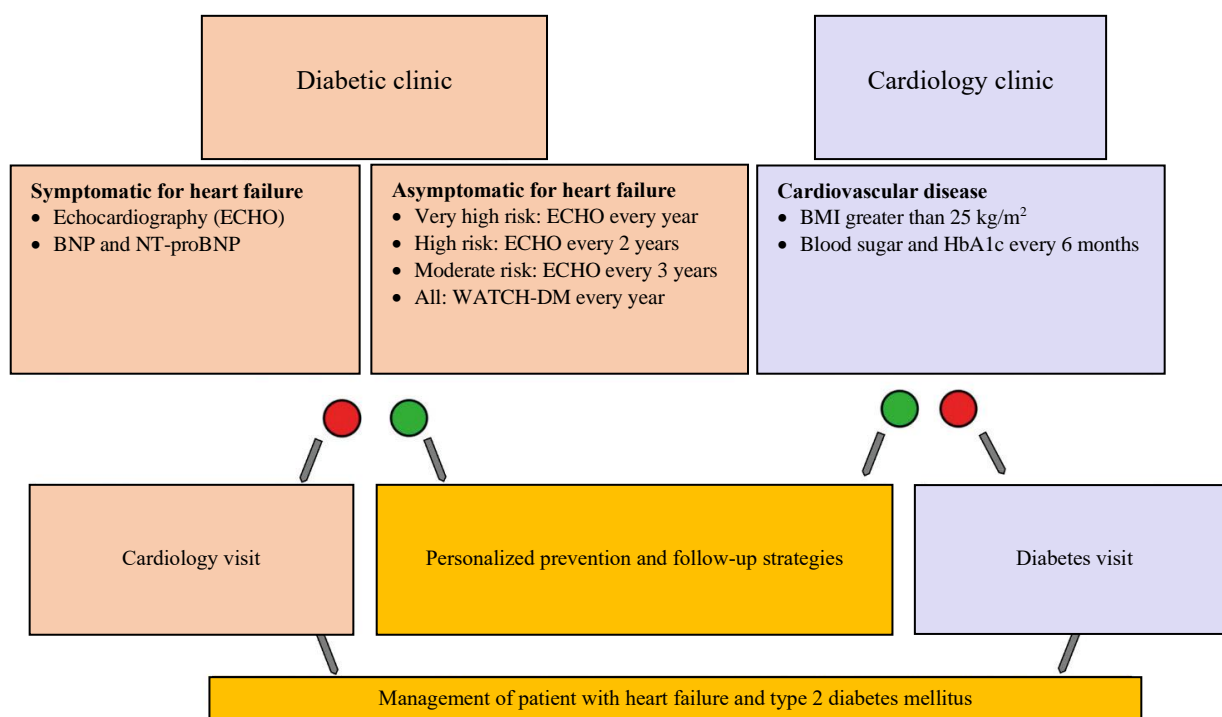 Diabetic clinic
Cardiology clinic
Symptomatic for heart failure
• Echocardiography (ECHO)
• BNP and NT-proBNP
Asymptomatic for heart failure
• Very high risk: ECHO every year
• High risk: ECHO every 2 years
• Moderate risk: ECHO every 3 years
• All: WATCH-DM every year
Cardiovascular disease
• BMI greater than 25 kg/m²
• Blood sugar and HbA1c every 6 months
Cardiology visit
Personalized prevention and follow-up strategies
Diabetes visit
Management of patient with heart failure and type 2 diabetes mellitus